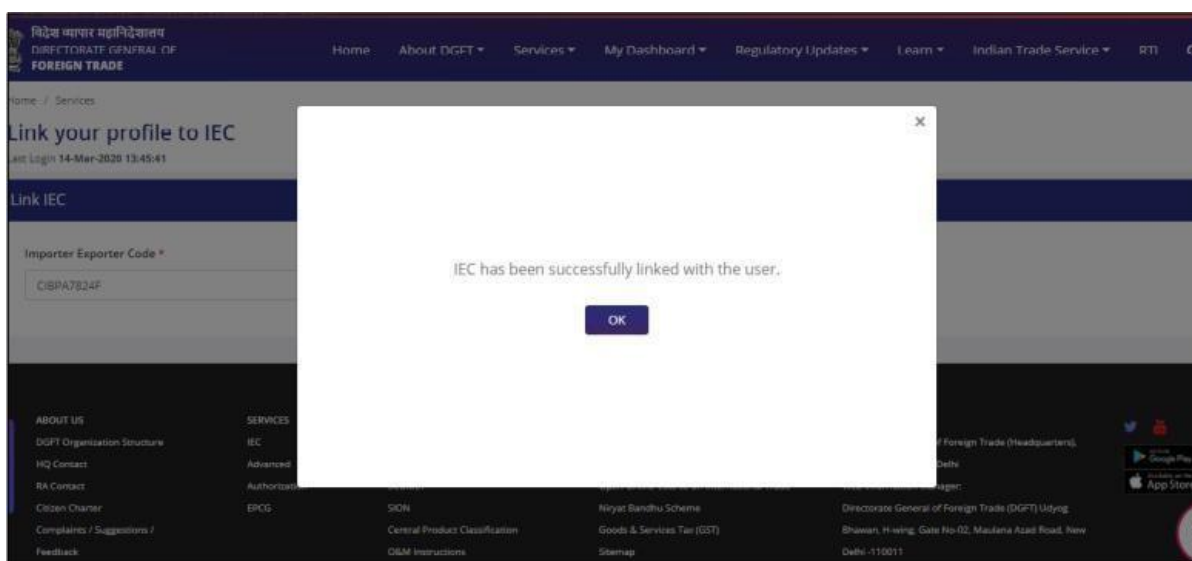 विदेश व्यापार महानिदेशालय
DIRECTORATE GENERAL OF
FOREIGN TRADE
Home About DGFT Services My Dashboard Regulatory Updates Learn Indian Trade Service RTI
Home / Services
Link your profile to IEC
Last Login 14-Mar-2020 13:45:41
Link IEC
Importer Exporter Code *
CIBPA7824F
×
IEC has been successfully linked with the user.
OK
ABOUT US
DGFT Organization Structure
HQ Contact
RA Contact
Citizen Charter
Complaints / Suggestions /
Feedback
SERVICES
IEC
Advanced
EPCG
SION
Central Product Classification
O&M Instructions
Niryat Bandhu Scheme
Goods & Services Tax (GST)
Sitemap
of Foreign Trade (Headquarters),
Delhi
Directorate General of Foreign Trade (DGFT) Udyog
Bhawan, H-wing, Gate No-02, Maulana Azad Road, New
Delhi -110011
Google Play
App Store